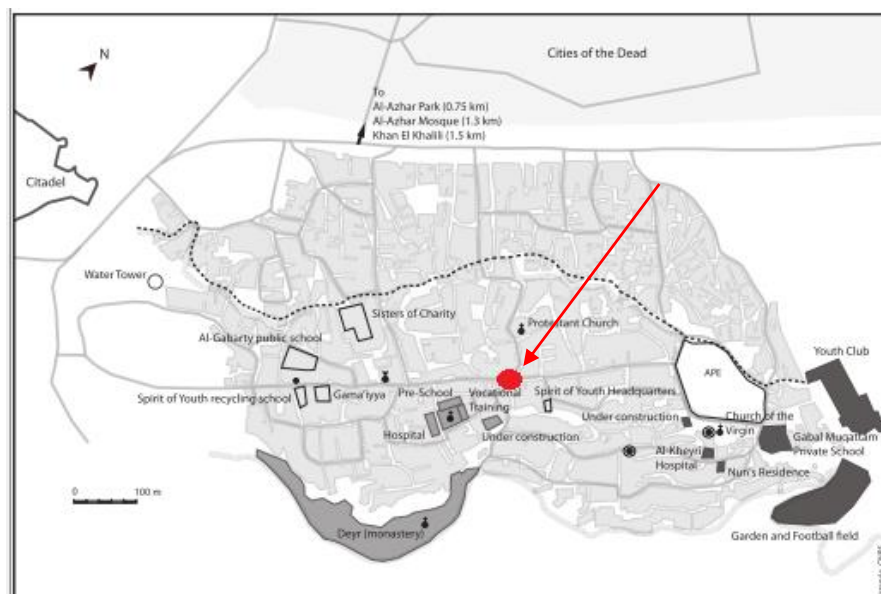 Cities of the Dead
N
To
Al-Azhar Park (0.75 km)
Al-Azhar Mosque (1.3 km)
Khan El Khalili (1.5 km)
Citadel
Water Tower
Sisters of Charity
Protestant Church
Al-Gabarty public school
Youth Club
APE
Spirit of Youth recycling school
Gama'iyya
Pre-School
Vocational
Training
Spirit of Youth Headquarters
Hospital
Under construction
Under construction
Church of the
Virgin
Gabal Muqattam
Private School
Al-Kheyri
Hospital
Nun's Residence
0
100 m
Deyr (monastery)
Garden and Football field